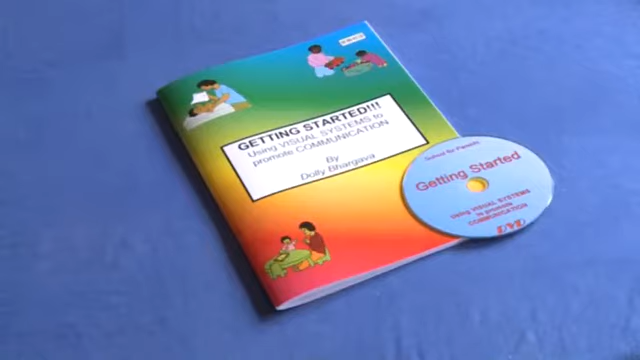 GETTING STARTED!!!
Using VISUAL SYSTEMS to
promote COMMUNICATION
By
Dolly Bhargava
Getting Started
Using VISUAL SYSTEMS
to promote
COMMUNICATION
DVD